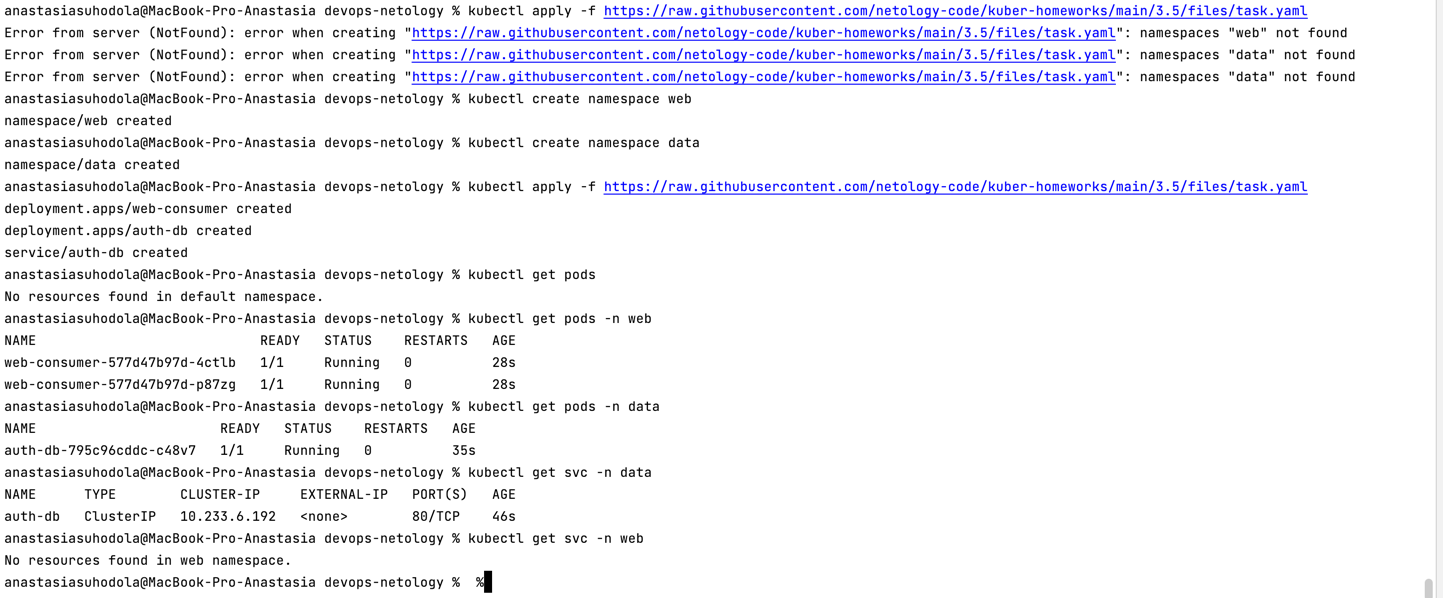 anastasiasuhodola@MacBook-Pro-Anastasia devops-netology % kubectl apply -f https://raw.githubusercontent.com/netology-code/kuber-homeworks/main/3.5/files/task.yaml
Error from server (NotFound): error when creating "https://raw.githubusercontent.com/netology-code/kuber-homeworks/main/3.5/files/task.yaml": namespaces "web" not found
Error from server (NotFound): error when creating "https://raw.githubusercontent.com/netology-code/kuber-homeworks/main/3.5/files/task.yaml": namespaces "data" not found
Error from server (NotFound): error when creating "https://raw.githubusercontent.com/netology-code/kuber-homeworks/main/3.5/files/task.yaml": namespaces "data" not found
anastasiasuhodola@MacBook-Pro-Anastasia devops-netology % kubectl create namespace web
namespace/web created
anastasiasuhodola@MacBook-Pro-Anastasia devops-netology % kubectl create namespace data
namespace/data created
anastasiasuhodola@MacBook-Pro-Anastasia devops-netology % kubectl apply -f https://raw.githubusercontent.com/netology-code/kuber-homeworks/main/3.5/files/task.yaml
deployment.apps/web-consumer created
deployment.apps/auth-db created
service/auth-db created
anastasiasuhodola@MacBook-Pro-Anastasia devops-netology % kubectl get pods
No resources found in default namespace.
anastasiasuhodola@MacBook-Pro-Anastasia devops-netology % kubectl get pods -n web
NAME                            READY   STATUS    RESTARTS   AGE
web-consumer-577d47b97d-4ctlb   1/1     Running   0          28s
web-consumer-577d47b97d-p87zg   1/1     Running   0          28s
anastasiasuhodola@MacBook-Pro-Anastasia devops-netology % kubectl get pods -n data
NAME                       READY   STATUS    RESTARTS   AGE
auth-db-795c96cddc-c48v7   1/1     Running   0          35s
anastasiasuhodola@MacBook-Pro-Anastasia devops-netology % kubectl get svc -n data
NAME      TYPE        CLUSTER-IP     EXTERNAL-IP   PORT(S)   AGE
auth-db   ClusterIP   10.233.6.192   <none>        80/TCP    46s
anastasiasuhodola@MacBook-Pro-Anastasia devops-netology % kubectl get svc -n web
No resources found in web namespace.
anastasiasuhodola@MacBook-Pro-Anastasia devops-netology %  %